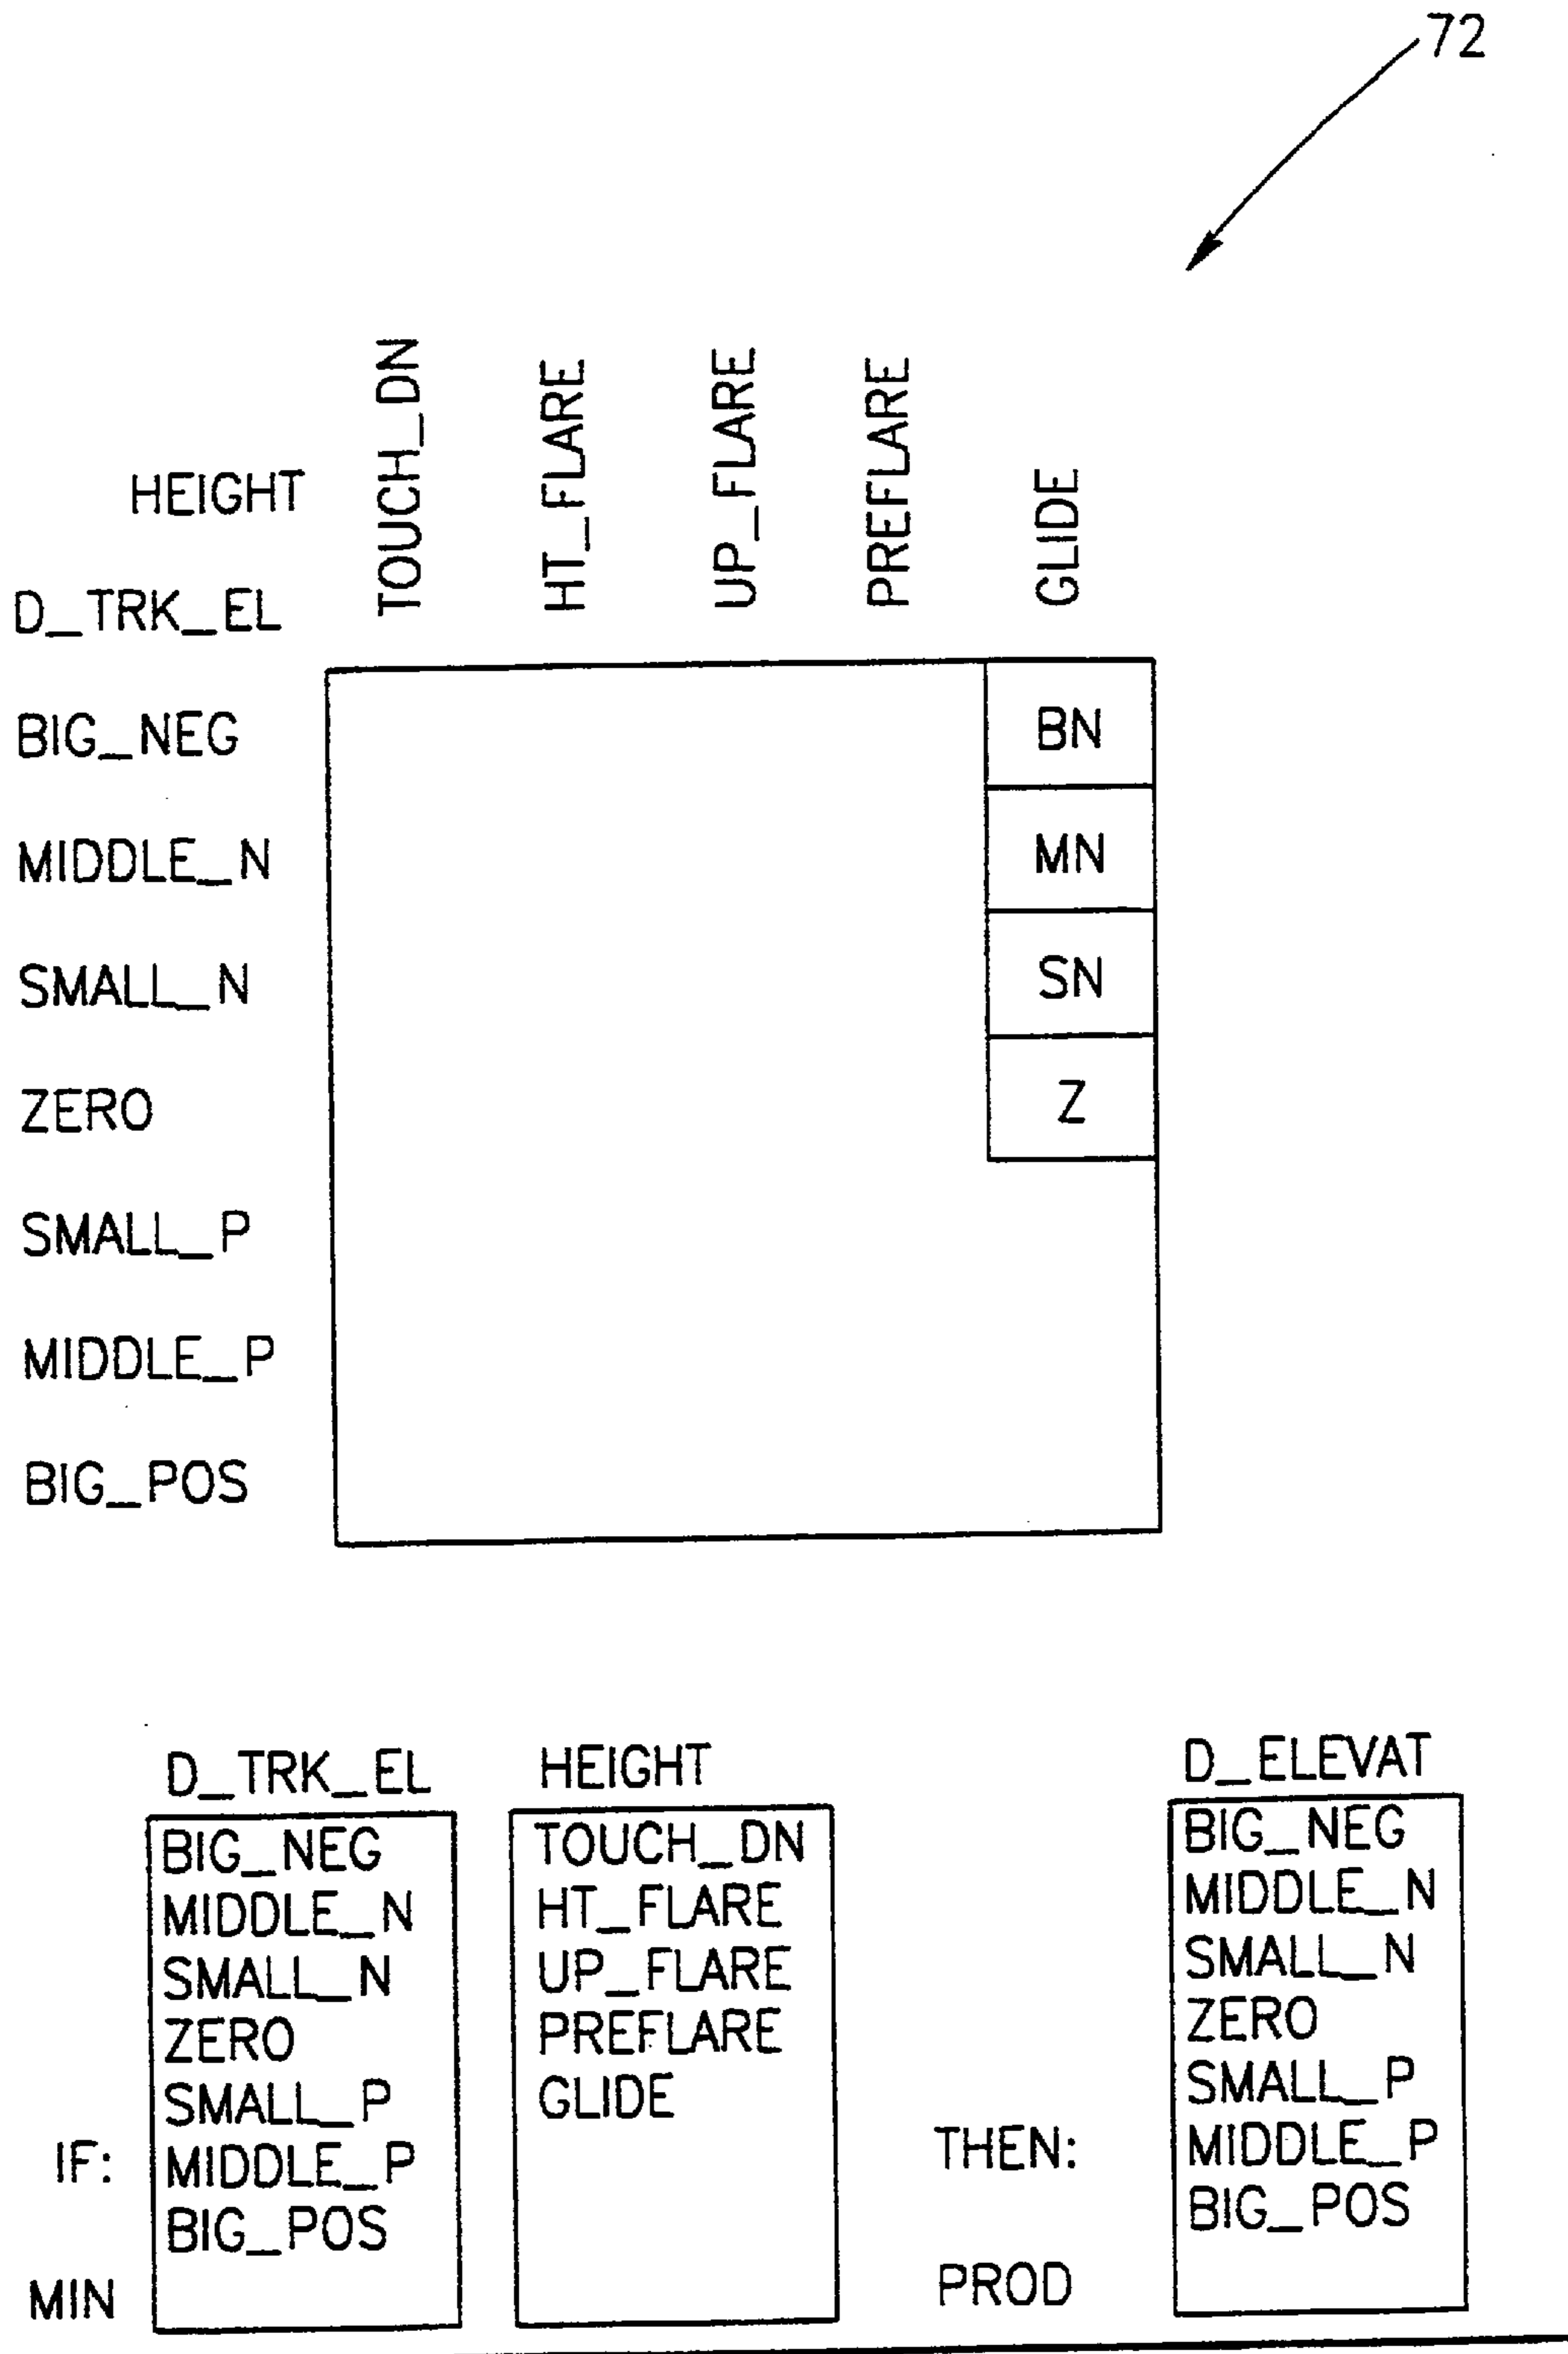 72
HEIGHT TOUCH_DN HT_FLARE UP_FLARE PREFLARE GLIDE
D_TRK_EL
BIG_NEG BN
MIDDLE_N MN
SMALL_N SN
ZERO Z
SMALL_P
MIDDLE_P
BIG_POS
D_TRK_EL HEIGHT D_ELEVAT
BIG_NEG TOUCH_DN BIG_NEG
MIDDLE_N HT_FLARE MIDDLE_N
SMALL_N UP_FLARE SMALL_N
ZERO PREFLARE ZERO
SMALL_P GLIDE SMALL_P
IF: MIDDLE_P THEN: MIDDLE_P
BIG_POS BIG_POS
MIN PROD